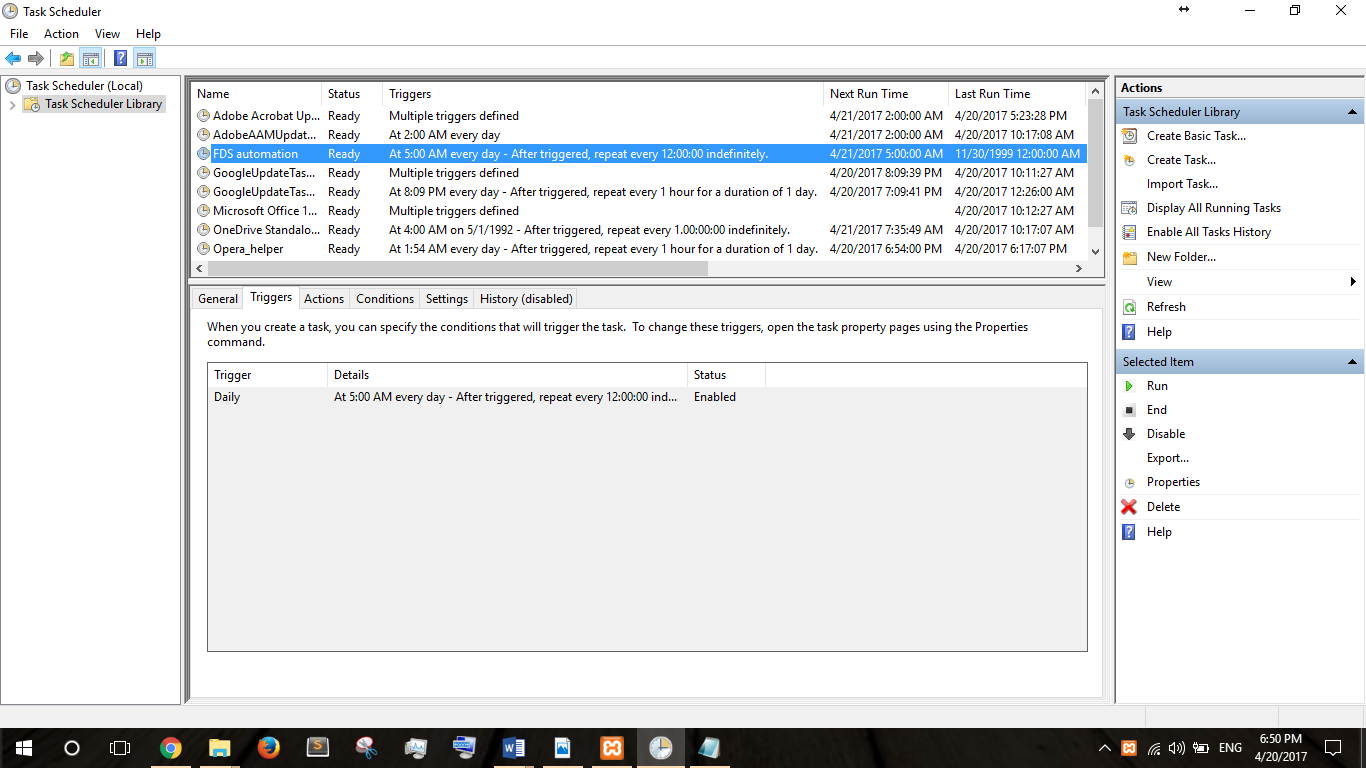 Task Scheduler
File Action View Help
Task Scheduler (Local)
Task Scheduler Library
Name Status Triggers Next Run Time Last Run Time
Adobe Acrobat Up... Ready Multiple triggers defined 4/21/2017 2:00:00 AM 4/20/2017 5:23:28 PM
AdobeAAMUpdat... Ready At 2:00 AM every day 4/21/2017 2:00:00 AM 4/20/2017 10:17:08 AM
FDS automation Ready At 5:00 AM every day - After triggered, repeat every 12:00:00 indefinitely. 4/21/2017 5:00:00 AM 11/30/1999 12:00:00 AM
GoogleUpdateTas... Ready Multiple triggers defined 4/20/2017 8:09:39 PM 4/20/2017 10:11:27 AM
GoogleUpdateTas... Ready At 8:09 PM every day - After triggered, repeat every 1 hour for a duration of 1 day. 4/20/2017 7:09:41 PM 4/20/2017 12:26:00 AM
Microsoft Office 1... Ready Multiple triggers defined 4/20/2017 10:12:27 AM
OneDrive Standalo... Ready At 4:00 AM on 5/1/1992 - After triggered, repeat every 1.00:00:00 indefinitely. 4/21/2017 7:35:49 AM 4/20/2017 10:17:07 AM
Opera_helper Ready At 1:54 AM every day - After triggered, repeat every 1 hour for a duration of 1 day. 4/20/2017 6:54:00 PM 4/20/2017 6:17:07 PM
General Triggers Actions Conditions Settings History (disabled)
When you create a task, you can specify the conditions that will trigger the task. To change these triggers, open the task property pages using the Properties
command.
Trigger Details Status
Daily At 5:00 AM every day - After triggered, repeat every 12:00:00 ind... Enabled
Actions
Task Scheduler Library
Create Basic Task...
Create Task...
Import Task...
Display All Running Tasks
Enable All Tasks History
New Folder...
View
Refresh
Help
Selected Item
Run
End
Disable
Export...
Properties
Delete
Help
ENG
6:50 PM
4/20/2017